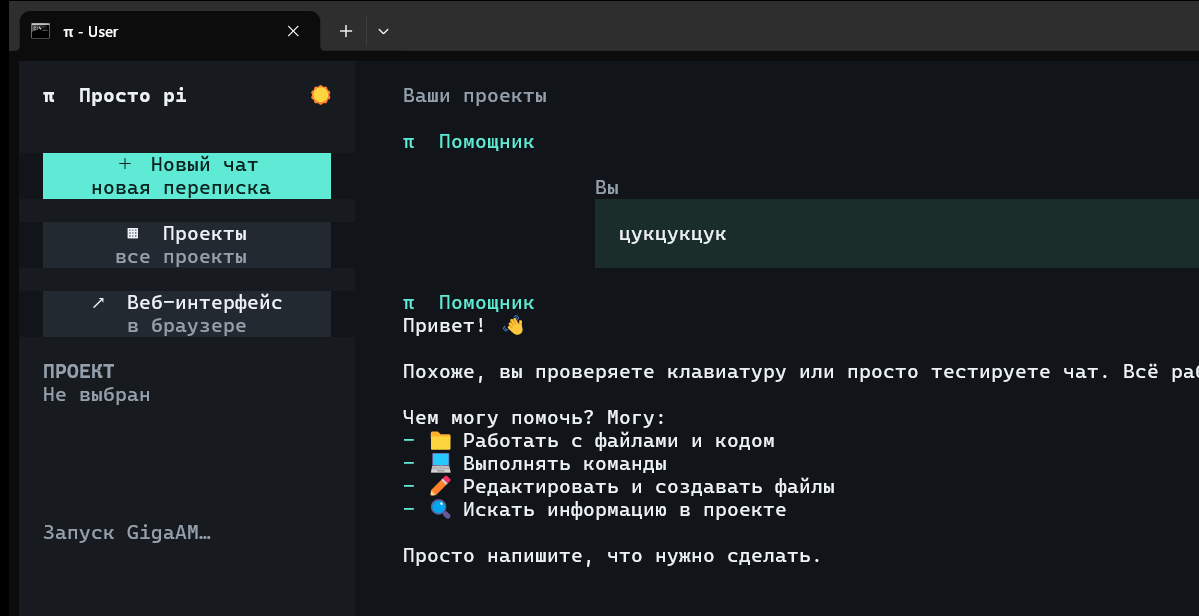 π - User
π Просто pi
+ Новый чат
новая переписка
Проекты
все проекты
↗ Веб-интерфейс
в браузере
ПРОЕКТ
Не выбран
Запуск GigaAM…
Ваши проекты
π Помощник
Вы
цукцукцук
π Помощник
Привет! 👋
Похоже, вы проверяете клавиатуру или просто тестируете чат. Всё
Чем могу помочь? Могу:
- 📁 Работать с файлами и кодом
- 💻 Выполнять команды
- ✏️ Редактировать и создавать файлы
- 🔍 Искать информацию в проекте
Просто напишите, что нужно сделать.